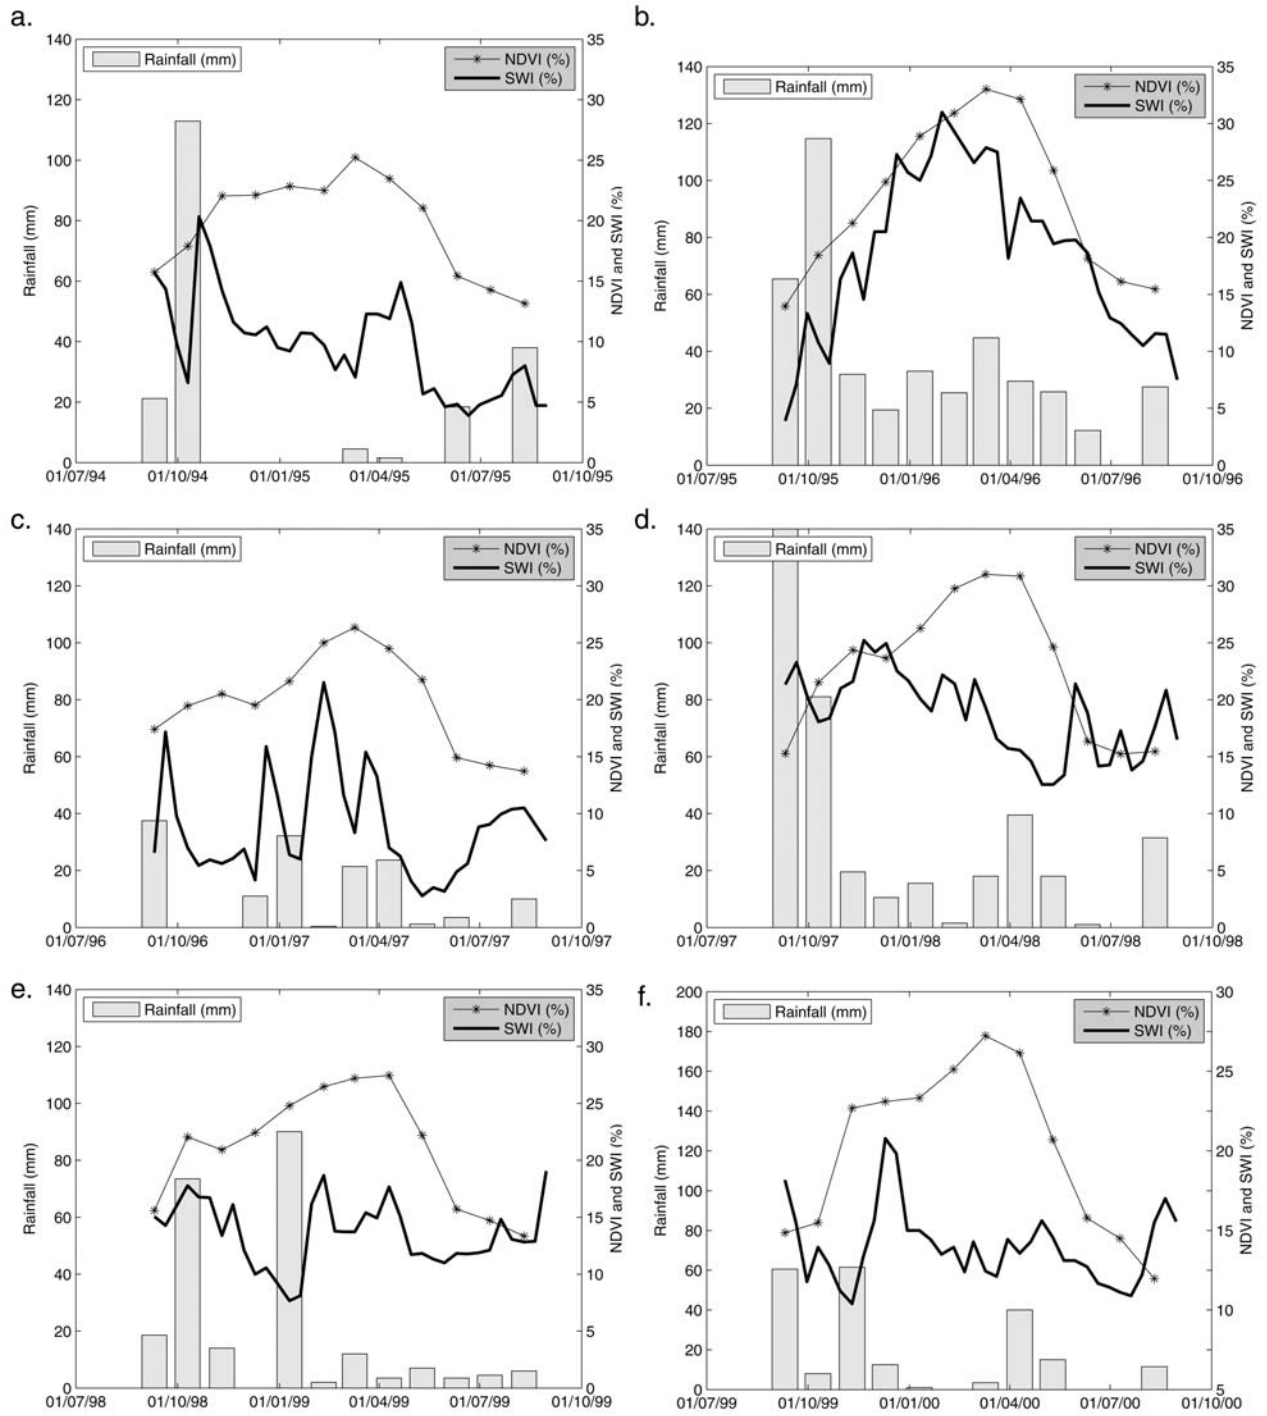 a.
140
120
100
80
60
40
20
0
Rainfall (mm)
Rainfall (mm)
NDVI (%)
SWI (%)
35
30
25
20
15
10
5
0
NDVI and SWI (%)
01/07/94 01/10/94 01/01/95 01/04/95 01/07/95 01/10/95
b.
140
120
100
80
60
40
20
0
Rainfall (mm)
Rainfall (mm)
NDVI (%)
SWI (%)
35
30
25
20
15
10
5
0
NDVI and SWI (%)
01/07/95 01/10/95 01/01/96 01/04/96 01/07/96 01/10/96
c.
140
120
100
80
60
40
20
0
Rainfall (mm)
Rainfall (mm)
NDVI (%)
SWI (%)
35
30
25
20
15
10
5
0
NDVI and SWI (%)
01/07/96 01/10/96 01/01/97 01/04/97 01/07/97 01/10/97
d.
140
120
100
80
60
40
20
0
Rainfall (mm)
Rainfall (mm)
NDVI (%)
SWI (%)
35
30
25
20
15
10
5
0
NDVI and SWI (%)
01/07/97 01/10/97 01/01/98 01/04/98 01/07/98 01/10/98
e.
140
120
100
80
60
40
20
0
Rainfall (mm)
Rainfall (mm)
NDVI (%)
SWI (%)
35
30
25
20
15
10
5
0
NDVI and SWI (%)
01/07/98 01/10/98 01/01/99 01/04/99 01/07/99 01/10/99
f.
200
180
160
140
120
100
80
60
40
20
0
Rainfall (mm)
Rainfall (mm)
NDVI (%)
SWI (%)
30
25
20
15
10
5
NDVI and SWI (%)
01/07/99 01/10/99 01/01/00 01/04/00 01/07/00 01/10/00